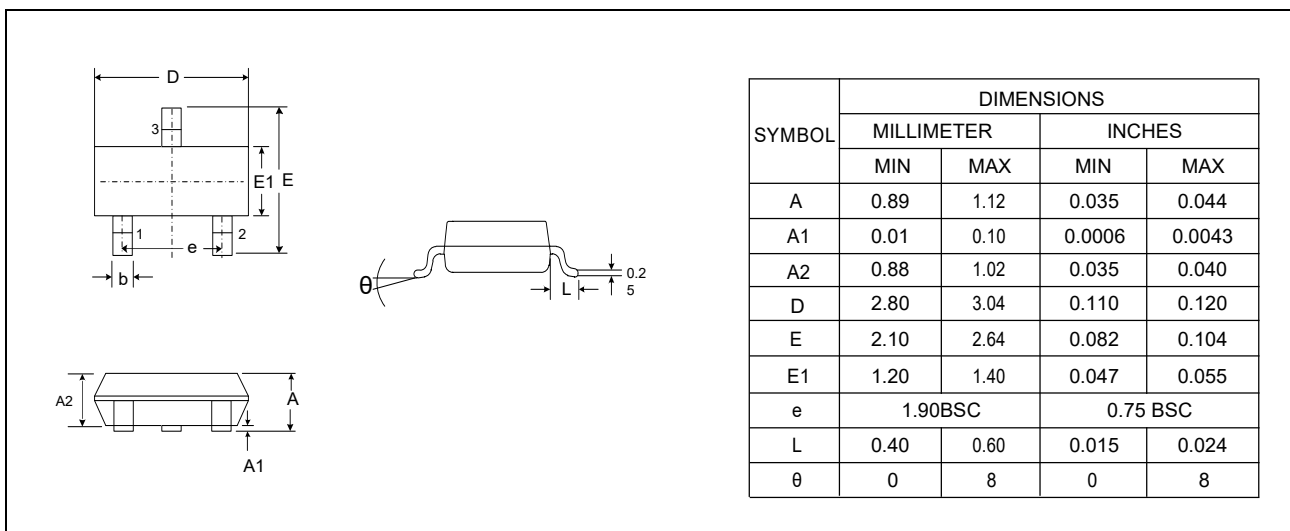 D
3
E1
E
1
2
e
b
θ
L
0.2
5
A2
A
A1
DIMENSIONS
SYMBOL MILLIMETER INCHES
MIN MAX MIN MAX
A 0.89 1.12 0.035 0.044
A1 0.01 0.10 0.0006 0.0043
A2 0.88 1.02 0.035 0.040
D 2.80 3.04 0.110 0.120
E 2.10 2.64 0.082 0.104
E1 1.20 1.40 0.047 0.055
e 1.90BSC 0.75 BSC
L 0.40 0.60 0.015 0.024
θ 0 8 0 8